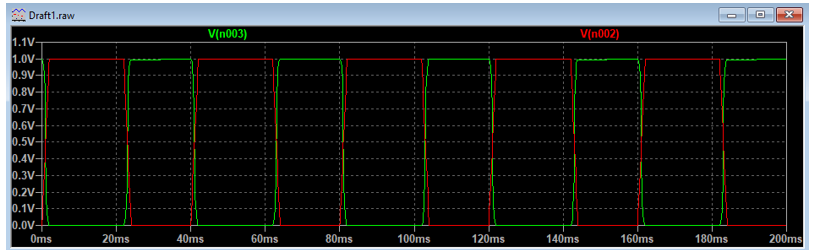 Draft1.raw
V(n003) V(n002)
1.1V
1.0V
0.9V
0.8V
0.7V
0.6V
0.5V
0.4V
0.3V
0.2V
0.1V
0.0V
0ms 20ms 40ms 60ms 80ms 100ms 120ms 140ms 160ms 180ms 200ms